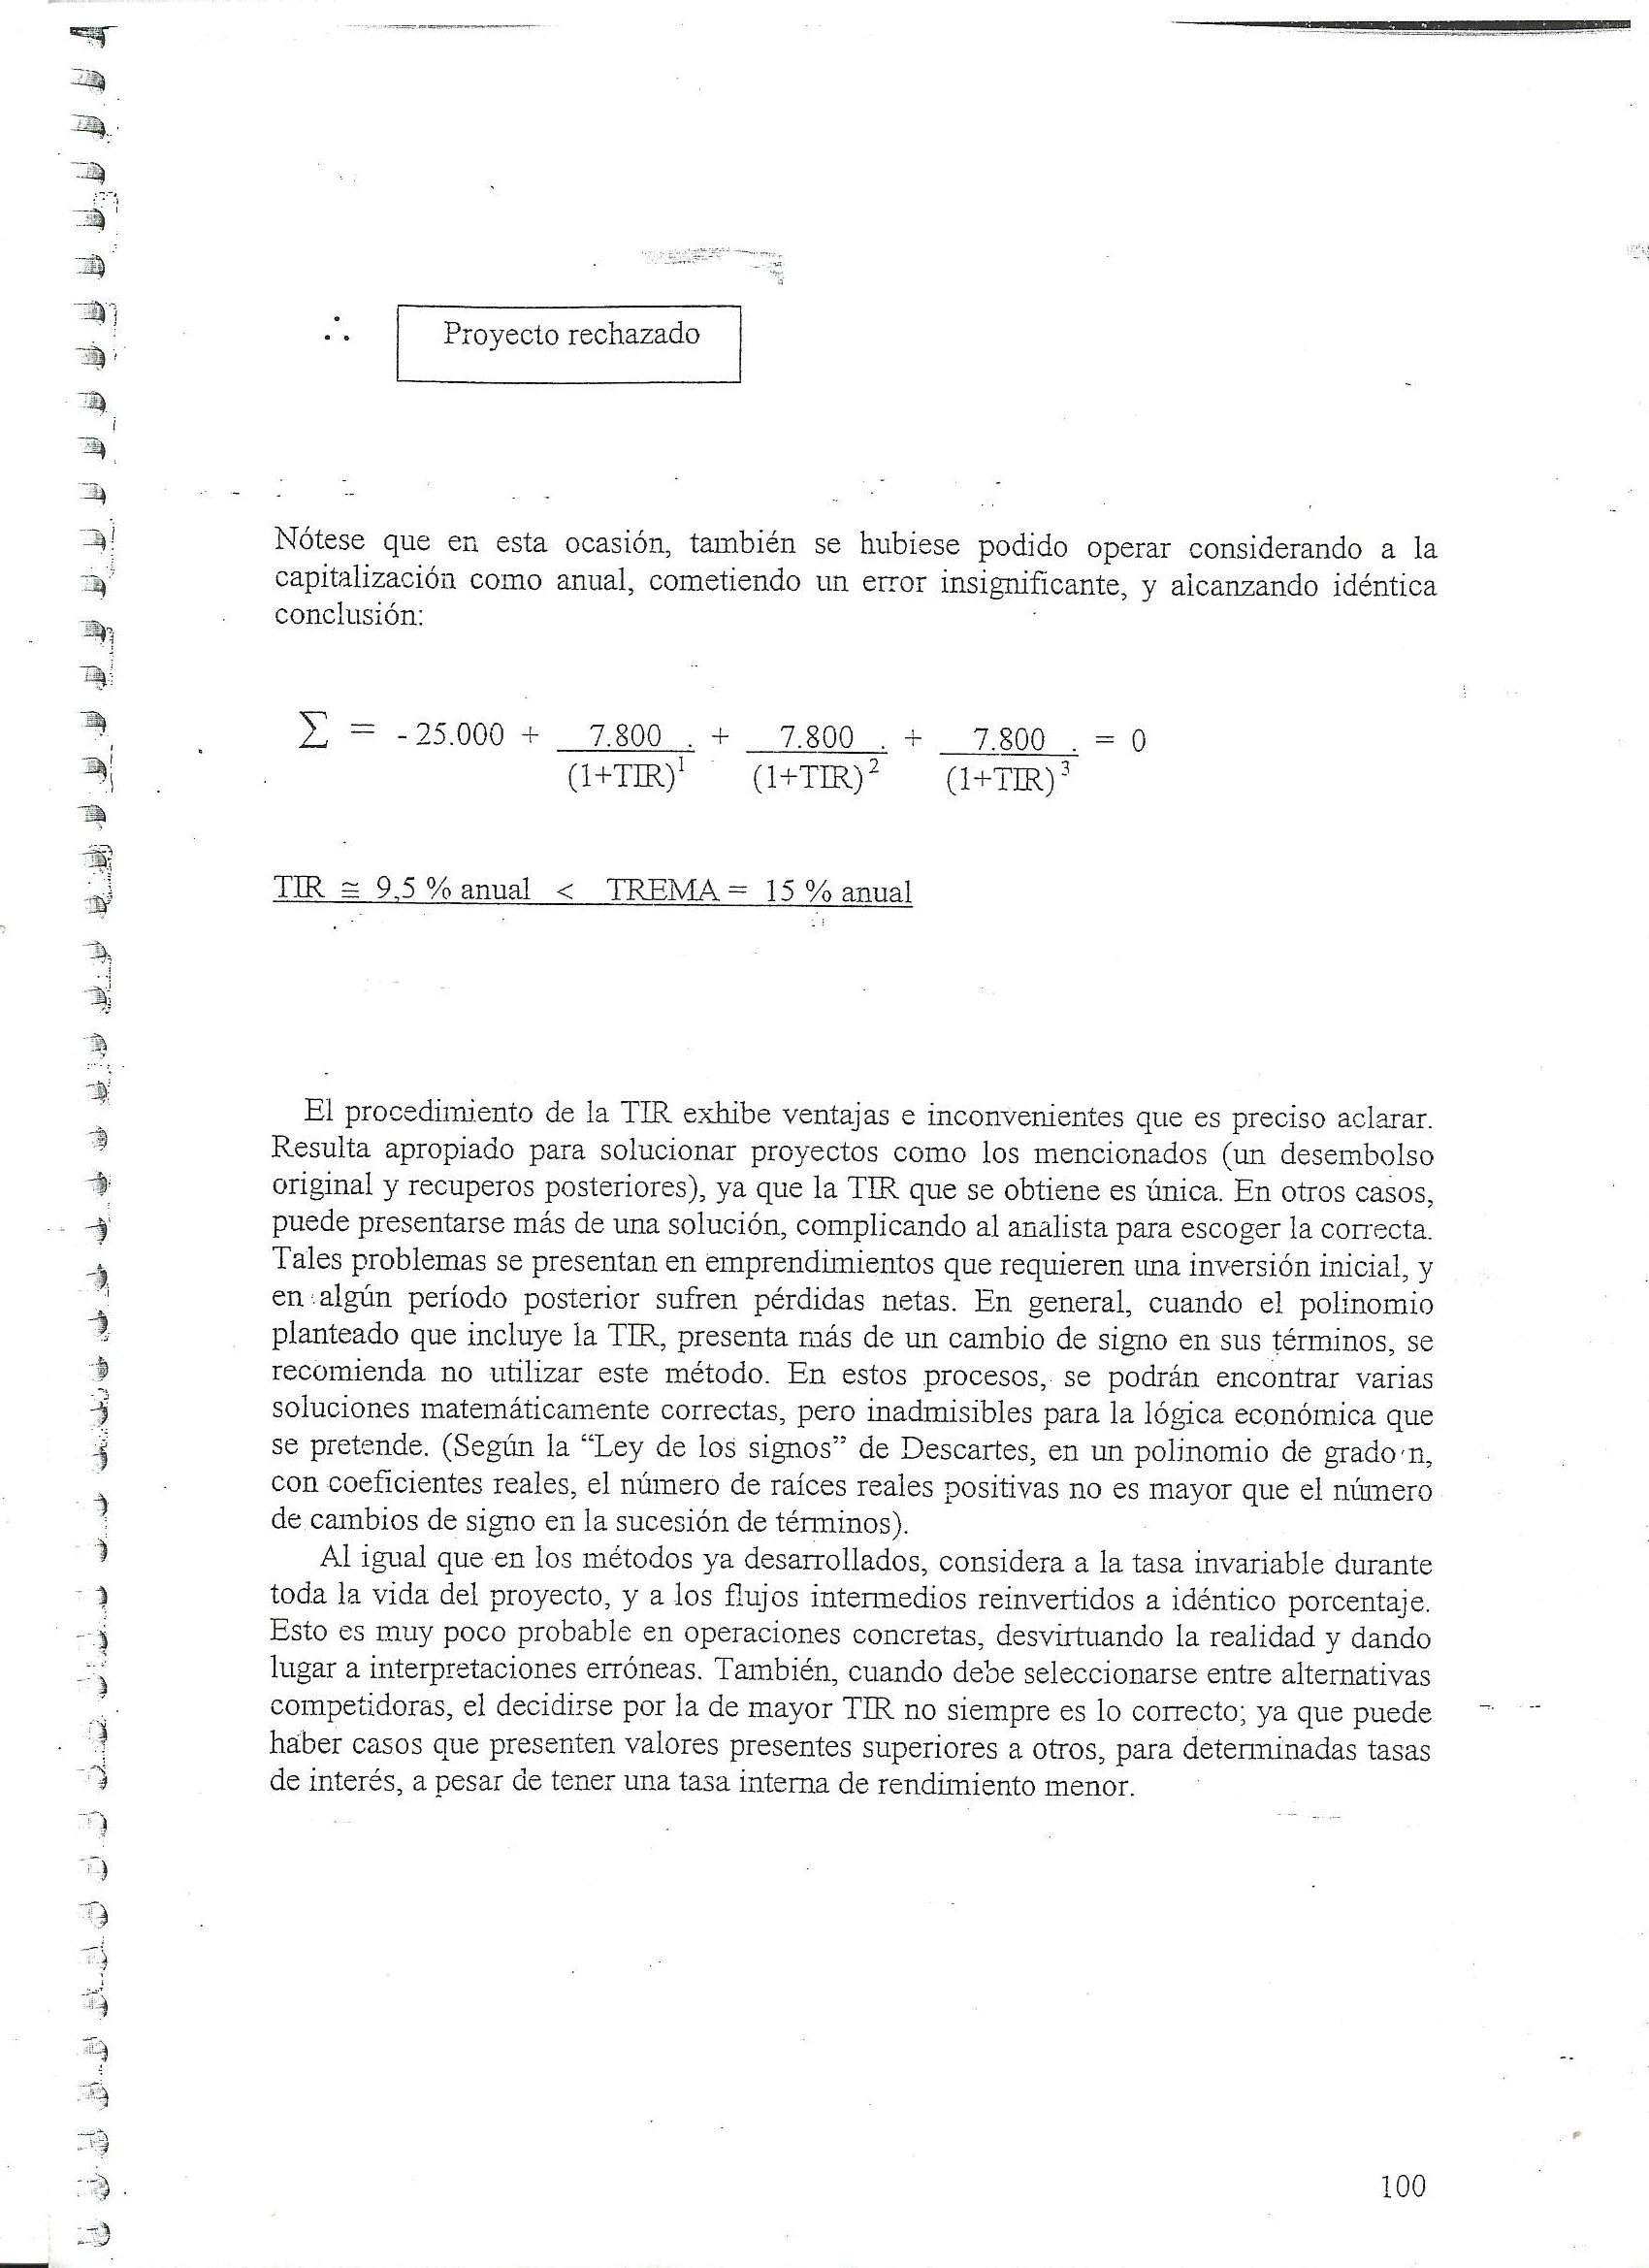 ∴ Proyecto rechazado
Nótese que en esta ocasión, también se hubiese podido operar considerando a la
capitalización como anual, cometiendo un error insignificante, y alcanzando idéntica
conclusión:
∑ = - 25.000 + 7.800 . + 7.800 . + 7.800 . = 0
(1+TIR)¹ (1+TIR)² (1+TIR)³
TIR ≅ 9,5 % anual < TREMA = 15 % anual
El procedimiento de la TIR exhibe ventajas e inconvenientes que es preciso aclarar.
Resulta apropiado para solucionar proyectos como los mencionados (un desembolso
original y recuperos posteriores), ya que la TIR que se obtiene es única. En otros casos,
puede presentarse más de una solución, complicando al analista para escoger la correcta.
Tales problemas se presentan en emprendimientos que requieren una inversión inicial, y
en algún período posterior sufren pérdidas netas. En general, cuando el polinomio
planteado que incluye la TIR, presenta más de un cambio de signo en sus términos, se
recomienda no utilizar este método. En estos procesos, se podrán encontrar varias
soluciones matemáticamente correctas, pero inadmisibles para la lógica económica que
se pretende. (Según la “Ley de los signos” de Descartes, en un polinomio de grado n,
con coeficientes reales, el número de raíces reales positivas no es mayor que el número
de cambios de signo en la sucesión de términos).
Al igual que en los métodos ya desarrollados, considera a la tasa invariable durante
toda la vida del proyecto, y a los flujos intermedios reinvertidos a idéntico porcentaje.
Esto es muy poco probable en operaciones concretas, desvirtuando la realidad y dando
lugar a interpretaciones erróneas. También, cuando debe seleccionarse entre alternativas
competidoras, el decidirse por la de mayor TIR no siempre es lo correcto; ya que puede
haber casos que presenten valores presentes superiores a otros, para determinadas tasas
de interés, a pesar de tener una tasa interna de rendimiento menor.
100